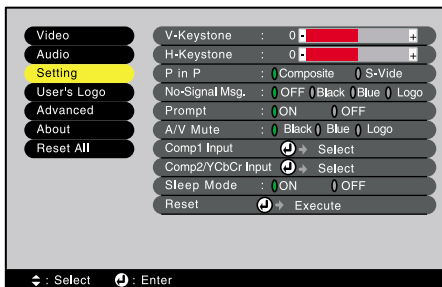 Video
Audio
Setting
User's Logo
Advanced
About
Reset All
V-Keystone : 0 - +
H-Keystone : 0 - +
P in P : Composite S-Vide
No-Signal Msg. : OFF Black Blue Logo
Prompt : ON OFF
A/V Mute : Black Blue Logo
Comp1 Input Select
Comp2/YCbCr Input Select
Sleep Mode : ON OFF
Reset Execute
: Select : Enter